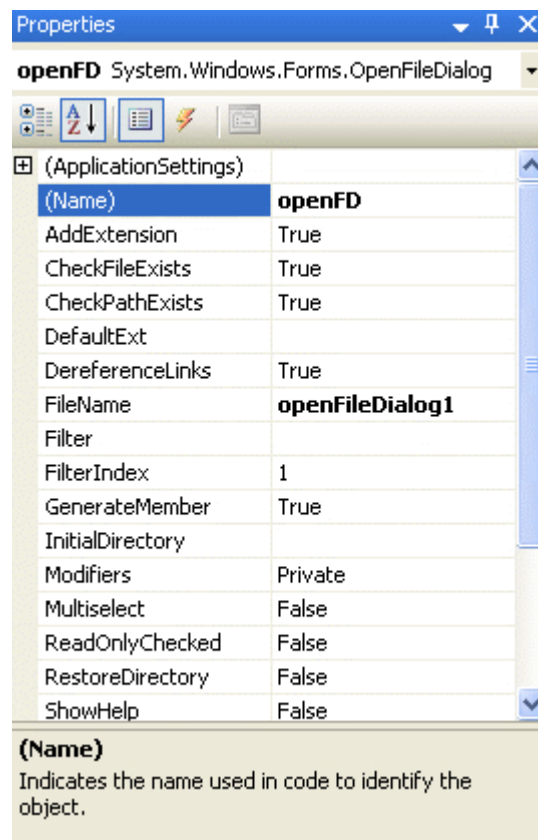 Properties
openFD System.Windows.Forms.OpenFileDialog
(ApplicationSettings)
(Name) openFD
AddExtension True
CheckFileExists True
CheckPathExists True
DefaultExt
DereferenceLinks True
FileName openFileDialog1
Filter
FilterIndex 1
GenerateMember True
InitialDirectory
Modifiers Private
Multiselect False
ReadOnlyChecked False
RestoreDirectory False
ShowHelp False
(Name)
Indicates the name used in code to identify the
object.